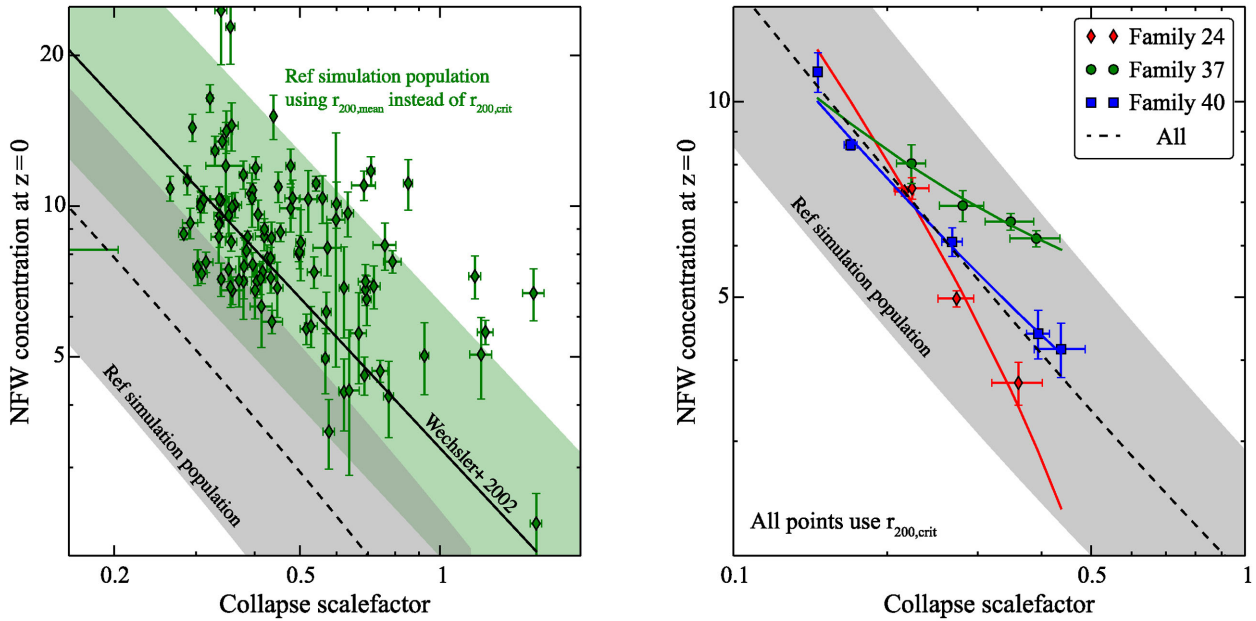 NFW concentration at z=0
20
10
5
Ref simulation population
using r200,mean instead of r200,crit
Wechsler+ 2002
Ref simulation population
0.2
0.5
1
Collapse scalefactor
NFW concentration at z=0
10
5
Family 24
Family 37
Family 40
All
Ref simulation population
All points use r200,crit
0.1
0.5
1
Collapse scalefactor